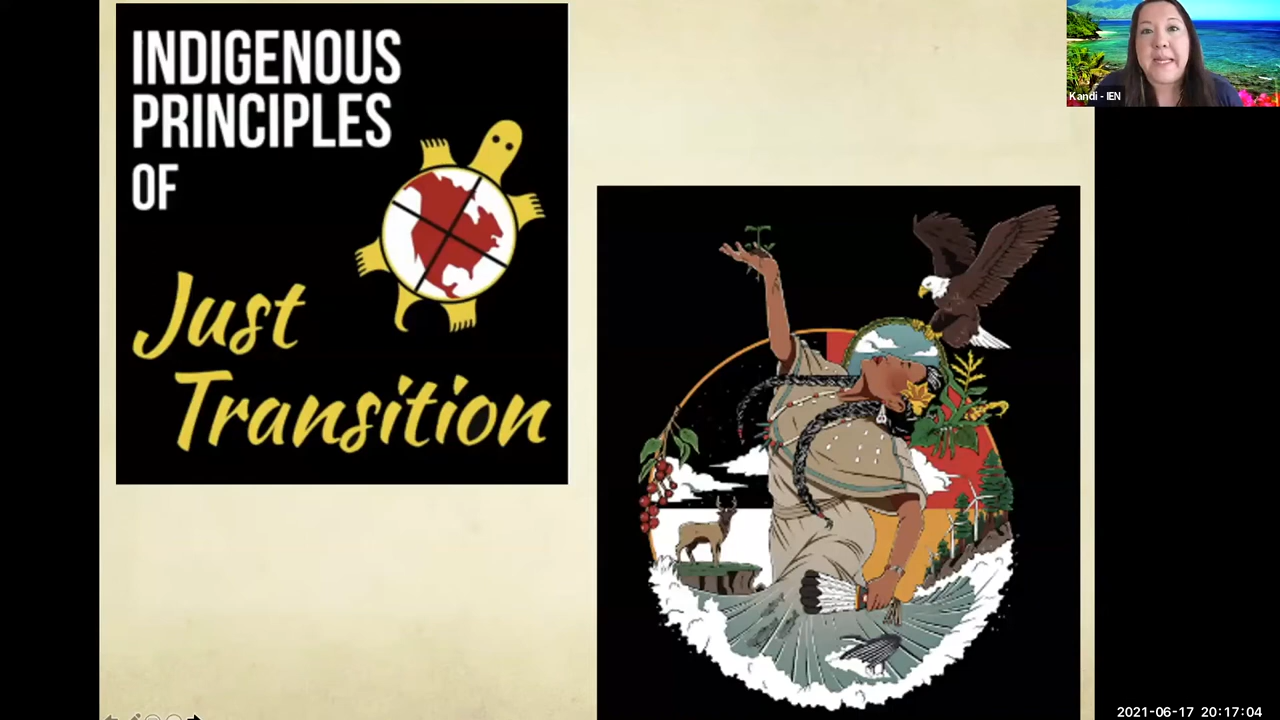 INDIGENOUS
PRINCIPLES
OF
Just
Transition
Kandi - IEN
2021-06-17 20:17:04